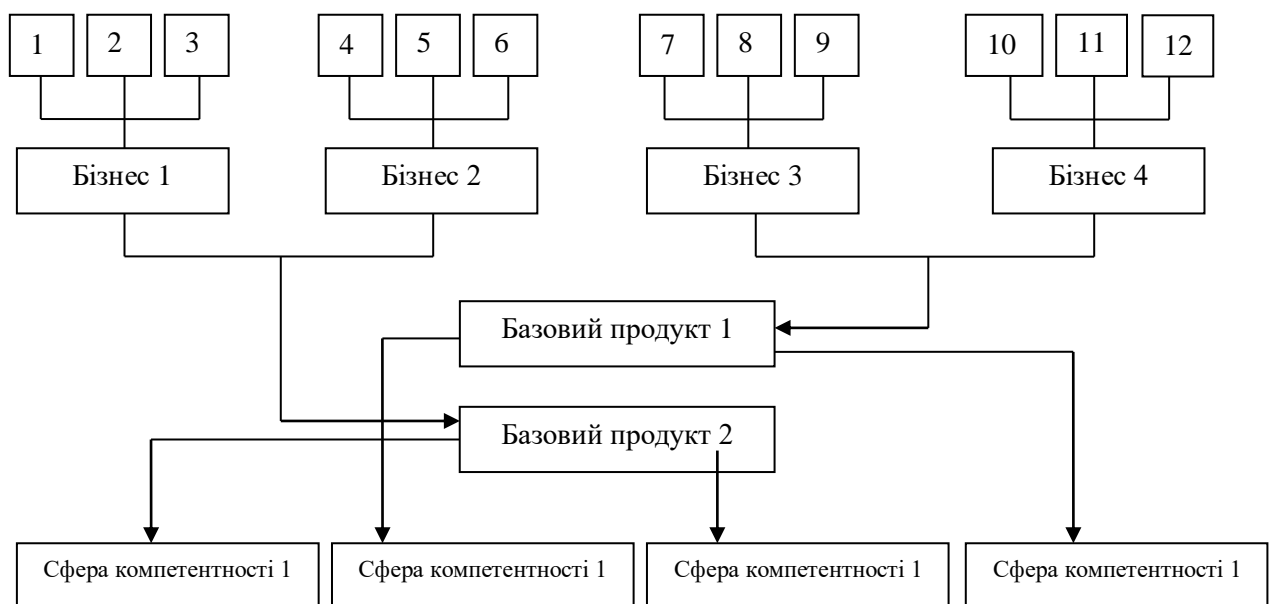 1 2 3 4 5 6 7 8 9 10 11 12
Бізнес 1 Бізнес 2 Бізнес 3 Бізнес 4
Базовий продукт 1
Базовий продукт 2
Сфера компетентності 1 Сфера компетентності 1 Сфера компетентності 1 Сфера компетентності 1